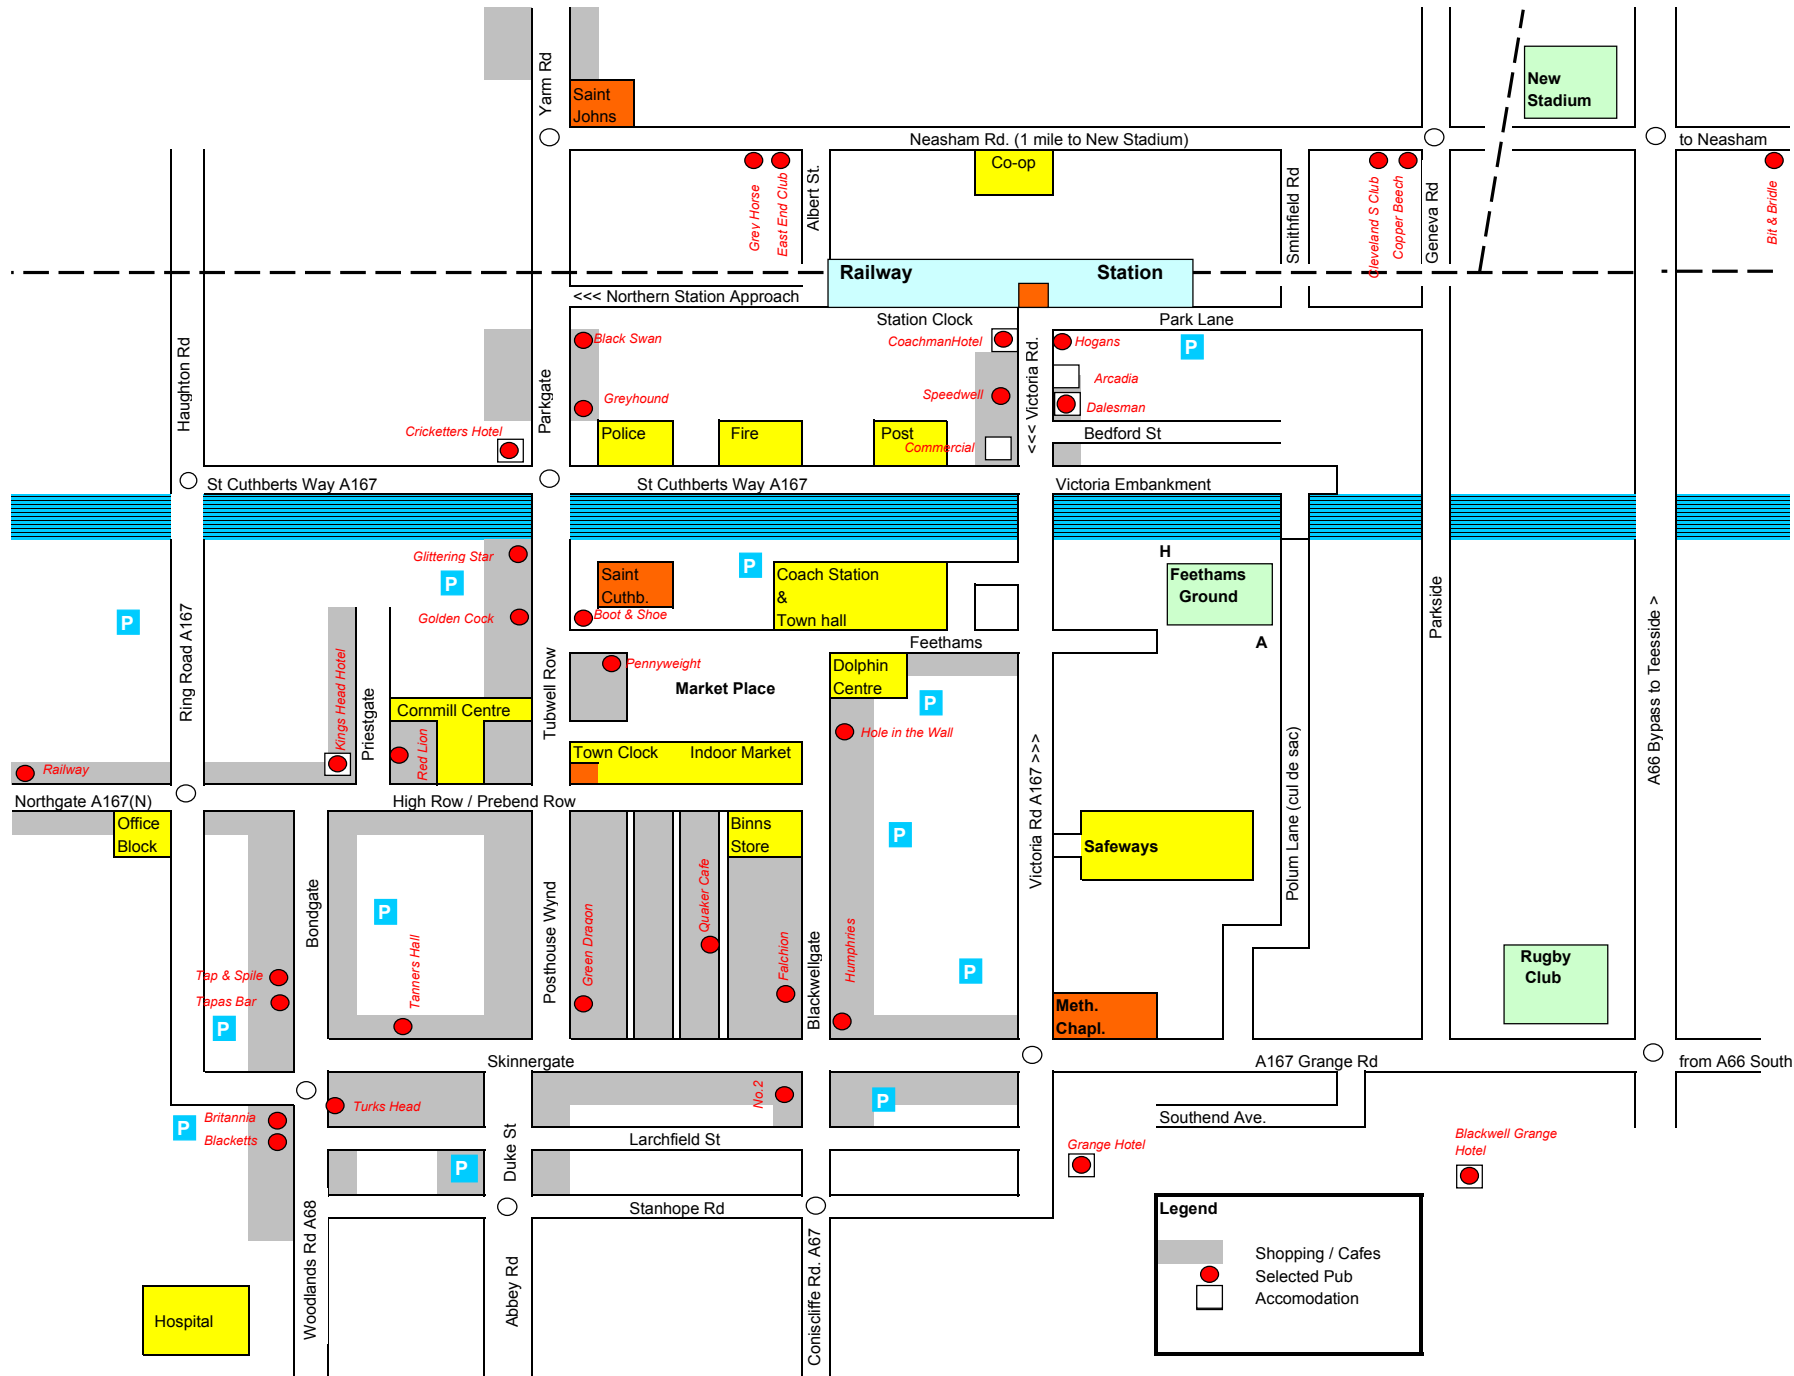 New
Stadium
Yarm Rd
Saint
Johns
Neasham Rd. (1 mile to New Stadium)
to Neasham
Co-op
Grey Horse
East End Club
Albert St.
Smithfield Rd
Cleveland S Club
Copper Beech
Geneva Rd
Bit & Bridle
Railway Station
<<< Northern Station Approach
Station Clock
Park Lane
Haughton Rd
Parkgate
Black Swan
CoachmanHotel
<<< Victoria Rd.
Hogans
P
Arcadia
Greyhound
Speedwell
Dalesman
Cricketters Hotel
Police
Fire
Post
Commercial
Bedford St
St Cuthberts Way A167
St Cuthberts Way A167
Victoria Embankment
Glittering Star
P
Saint
Cuthb.
P
Coach Station
&
Town hall
H
Feethams
Ground
A
P
Golden Cock
Boot & Shoe
Feethams
Ring Road A167
Kings Head Hotel
Priestgate
Tubwell Row
Pennyweight
Market Place
Dolphin
Centre
P
Parkside
A66 Bypass to Teesside >
Cornmill Centre
Red Lion
Town Clock
Indoor Market
Hole in the Wall
Railway
Victoria Rd A167 >>>
Polum Lane (cul de sac)
Northgate A167(N)
High Row / Prebend Row
Office
Block
Binns
Store
P
Safeways
Bondgate
P
Tanners Hall
Posthouse Wynd
Green Dragon
Quaker Cafe
Falchion
Blackwellgate
Humphries
P
Rugby
Club
Tap & Spile
Tapas Bar
P
Meth.
Chapl.
Skinnergate
A167 Grange Rd
from A66 South
Turks Head
No.2
P
Southend Ave.
P
Britannia
Blacketts
Duke St
Larchfield St
P
Grange Hotel
Blackwell Grange
Hotel
Stanhope Rd
Woodlands Rd A68
Abbey Rd
Coniscliffe Rd. A67
Hospital
Legend
Shopping / Cafes
Selected Pub
Accomodation